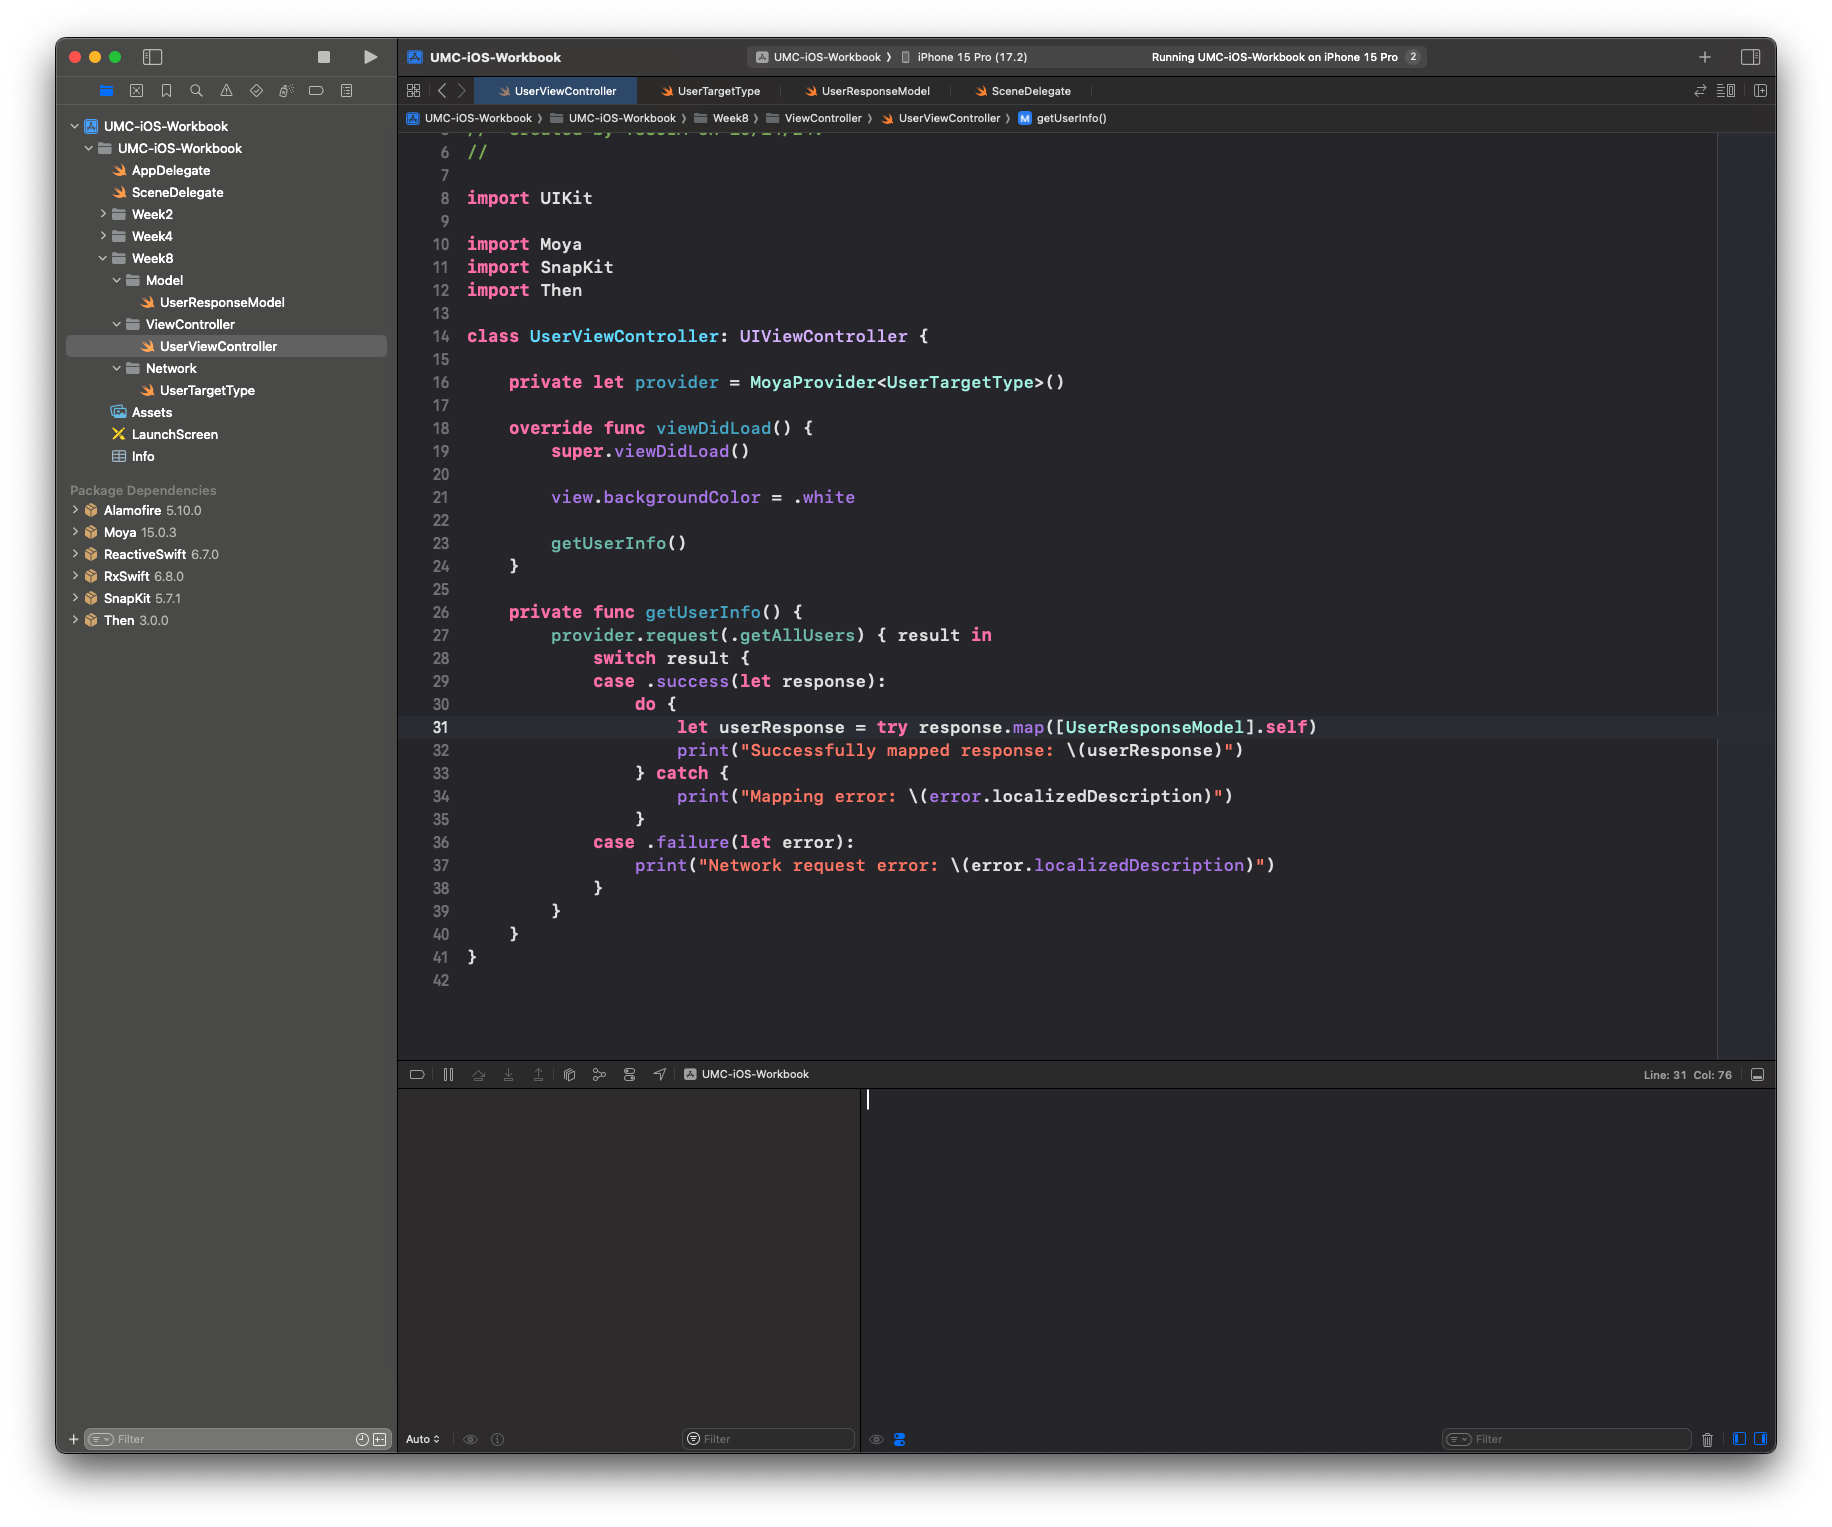 UMC-iOS-Workbook
UMC-iOS-Workbook 〉 iPhone 15 Pro (17.2)
Running UMC-iOS-Workbook on iPhone 15 Pro 2
UserViewController
UserTargetType
UserResponseModel
SceneDelegate
UMC-iOS-Workbook 〉 UMC-iOS-Workbook 〉 Week8 〉 ViewController 〉 UserViewController 〉 M getUserInfo()
UMC-iOS-Workbook
UMC-iOS-Workbook
AppDelegate
SceneDelegate
Week2
Week4
Week8
Model
UserResponseModel
ViewController
UserViewController
Network
UserTargetType
Assets
LaunchScreen
Info
Package Dependencies
Alamofire 5.10.0
Moya 15.0.3
ReactiveSwift 6.7.0
RxSwift 6.8.0
SnapKit 5.7.1
Then 3.0.0
Filter
6 //
7
8 import UIKit
9
10 import Moya
11 import SnapKit
12 import Then
13
14 class UserViewController: UIViewController {
15
16     private let provider = MoyaProvider<UserTargetType>()
17
18     override func viewDidLoad() {
19         super.viewDidLoad()
20
21         view.backgroundColor = .white
22
23         getUserInfo()
24     }
25
26     private func getUserInfo() {
27         provider.request(.getAllUsers) { result in
28             switch result {
29             case .success(let response):
30                 do {
31                     let userResponse = try response.map([UserResponseModel].self)
32                     print("Successfully mapped response: \(userResponse)")
33                 } catch {
34                     print("Mapping error: \(error.localizedDescription)")
35                 }
36             case .failure(let error):
37                 print("Network request error: \(error.localizedDescription)")
38             }
39         }
40     }
41 }
42
UMC-iOS-Workbook
Line: 31 Col: 76
Auto
Filter
Filter